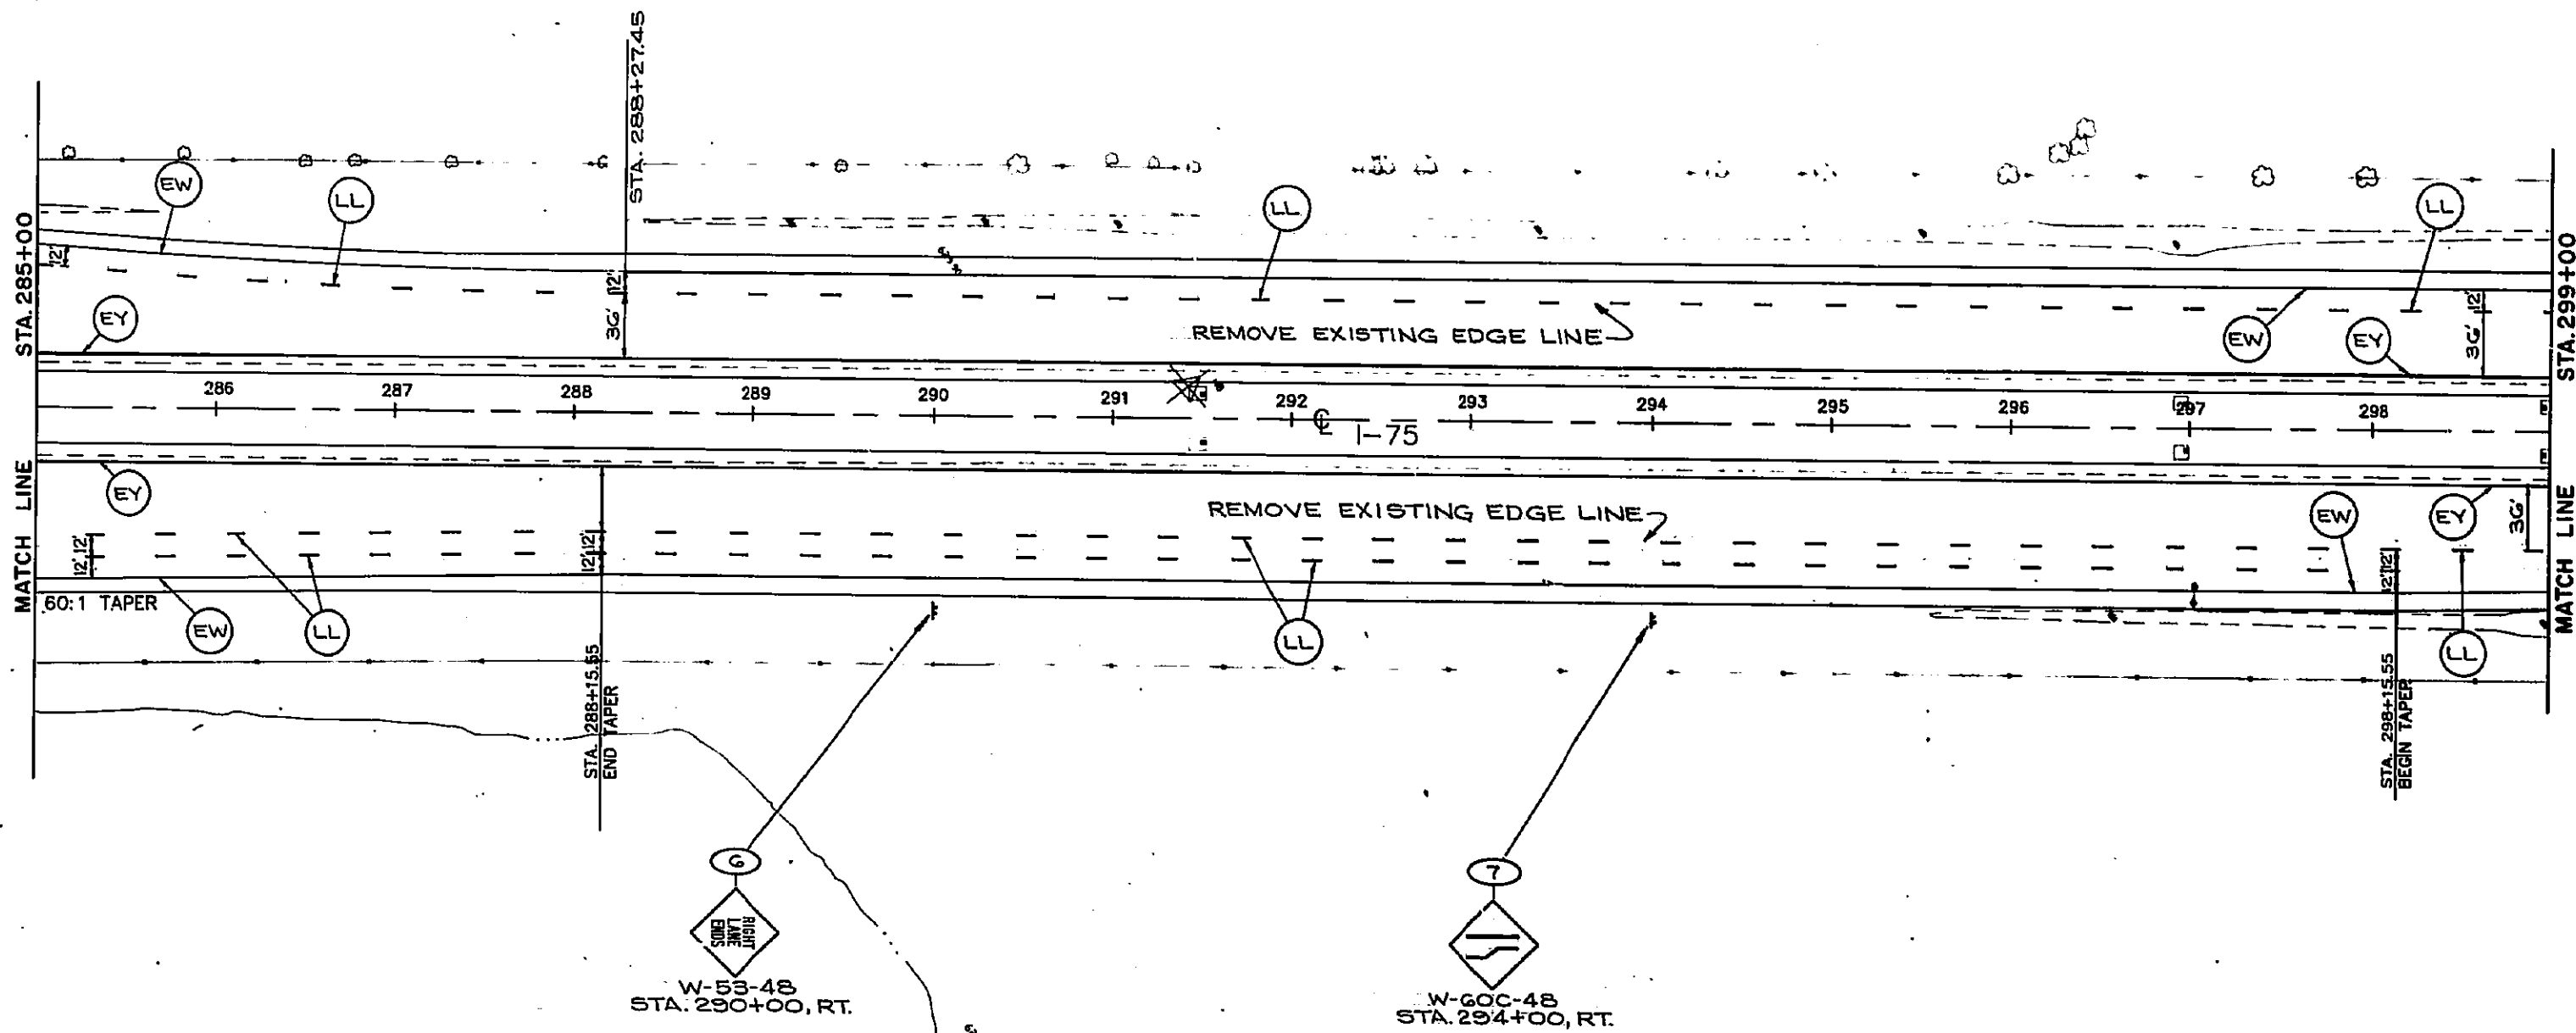 STA. 288+27.45
EW
LL
LL
LL
STA. 285+00
STA. 299+00
12'
12'
12'
36'
36'
EY
EW
EY
REMOVE EXISTING EDGE LINE
286
287
288
289
290
291
292
293
294
295
296
297
298
℄ I-75
MATCH LINE
MATCH LINE
EY
REMOVE EXISTING EDGE LINE
EW
EY
36'
12' 12'
12' 12'
12' 12'
60:1 TAPER
EW
LL
LL
LL
STA. 288+15.55
END TAPER
STA. 298+15.55
BEGIN TAPER
6
7
RIGHT
LANE
ENDS
W-53-48
STA. 290+00, RT.
W-60C-48
STA. 294+00, RT.